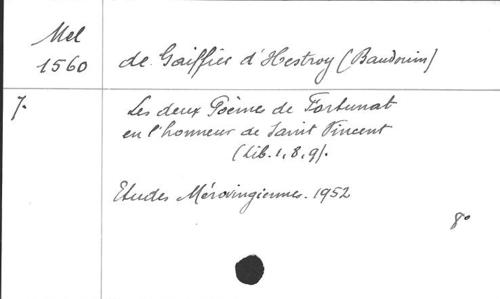 Mel
1560
de Gaiffier d'Hestroy (Baudouin)
7.
Les deux Poèmes de Fortunat
en l'honneur de Saint Vincent
(Lib. 1, 8, 9).
Etudes Mérovingiennes. 1952
8°